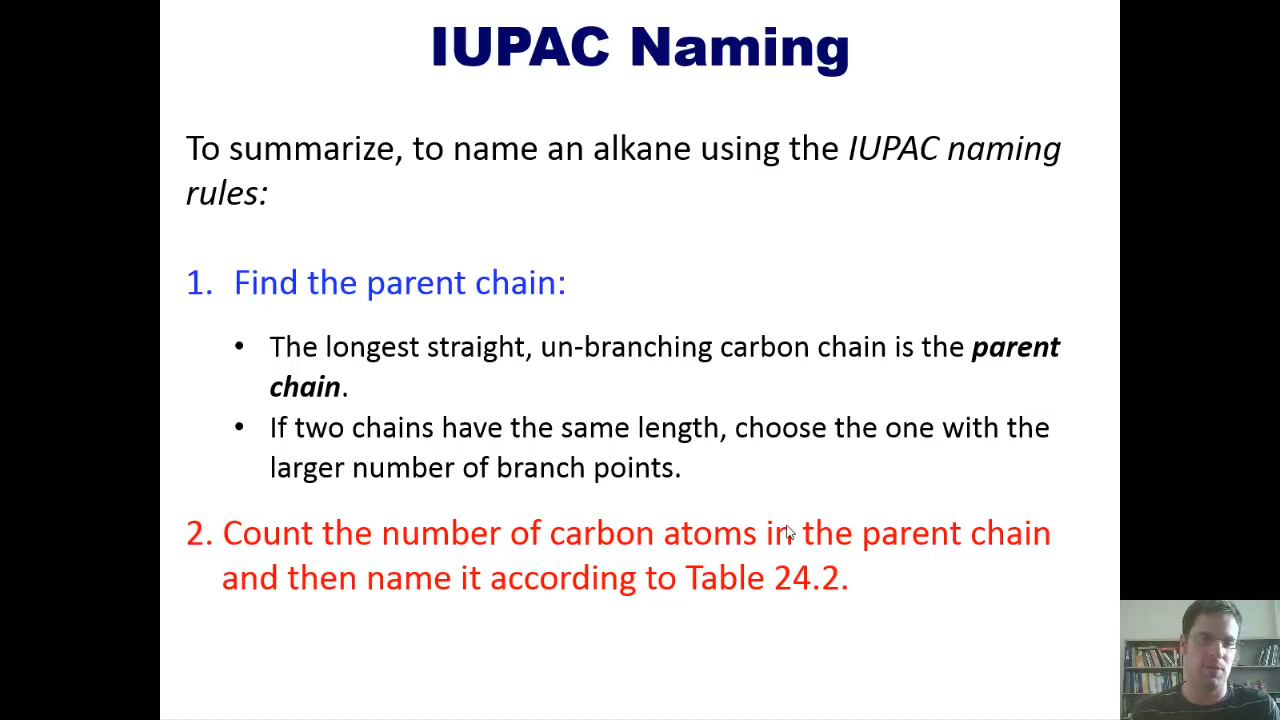 IUPAC Naming
To summarize, to name an alkane using the IUPAC naming
rules:
1. Find the parent chain:
• The longest straight, un-branching carbon chain is the parent
chain.
• If two chains have the same length, choose the one with the
larger number of branch points.
2. Count the number of carbon atoms in the parent chain
and then name it according to Table 24.2.